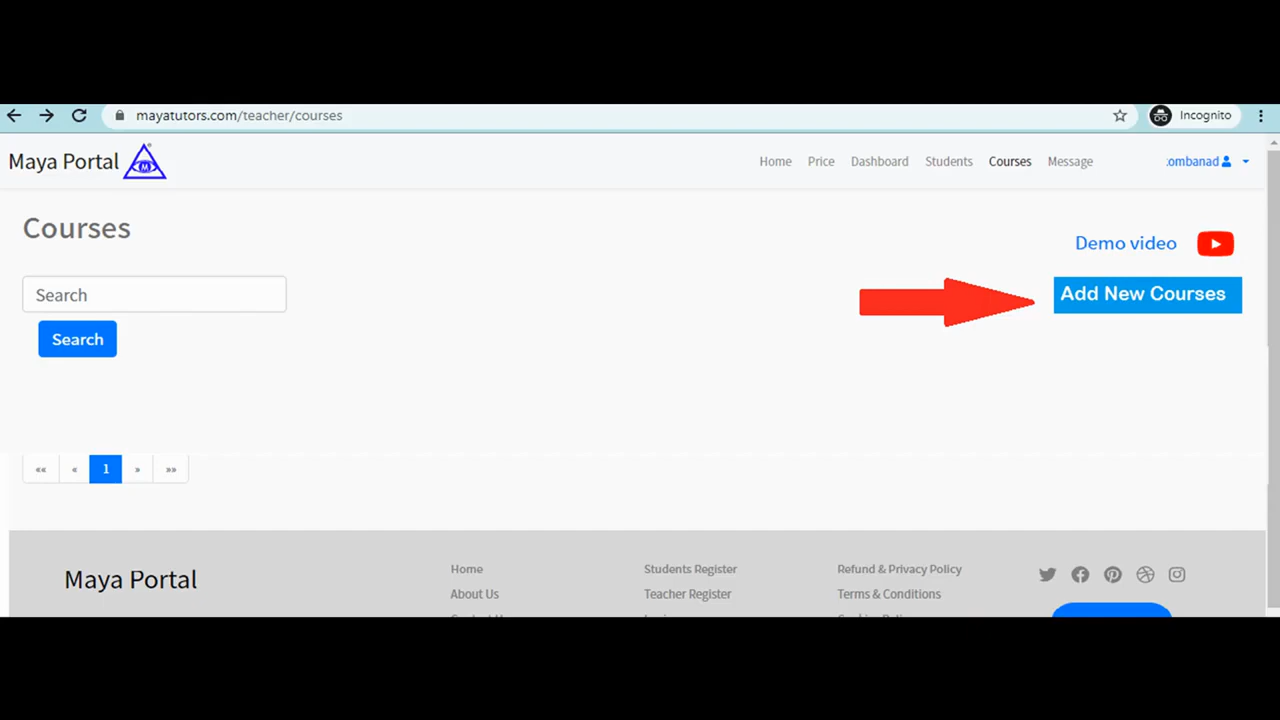 mayatutors.com/teacher/courses
Incognito
Maya Portal
M
Home Price Dashboard Students Courses Message
ombanad
Courses
Demo video
Search
Add New Courses
Search
«« « 1 » »»
Maya Portal
Home Students Register Refund & Privacy Policy
About Us Teacher Register Terms & Conditions